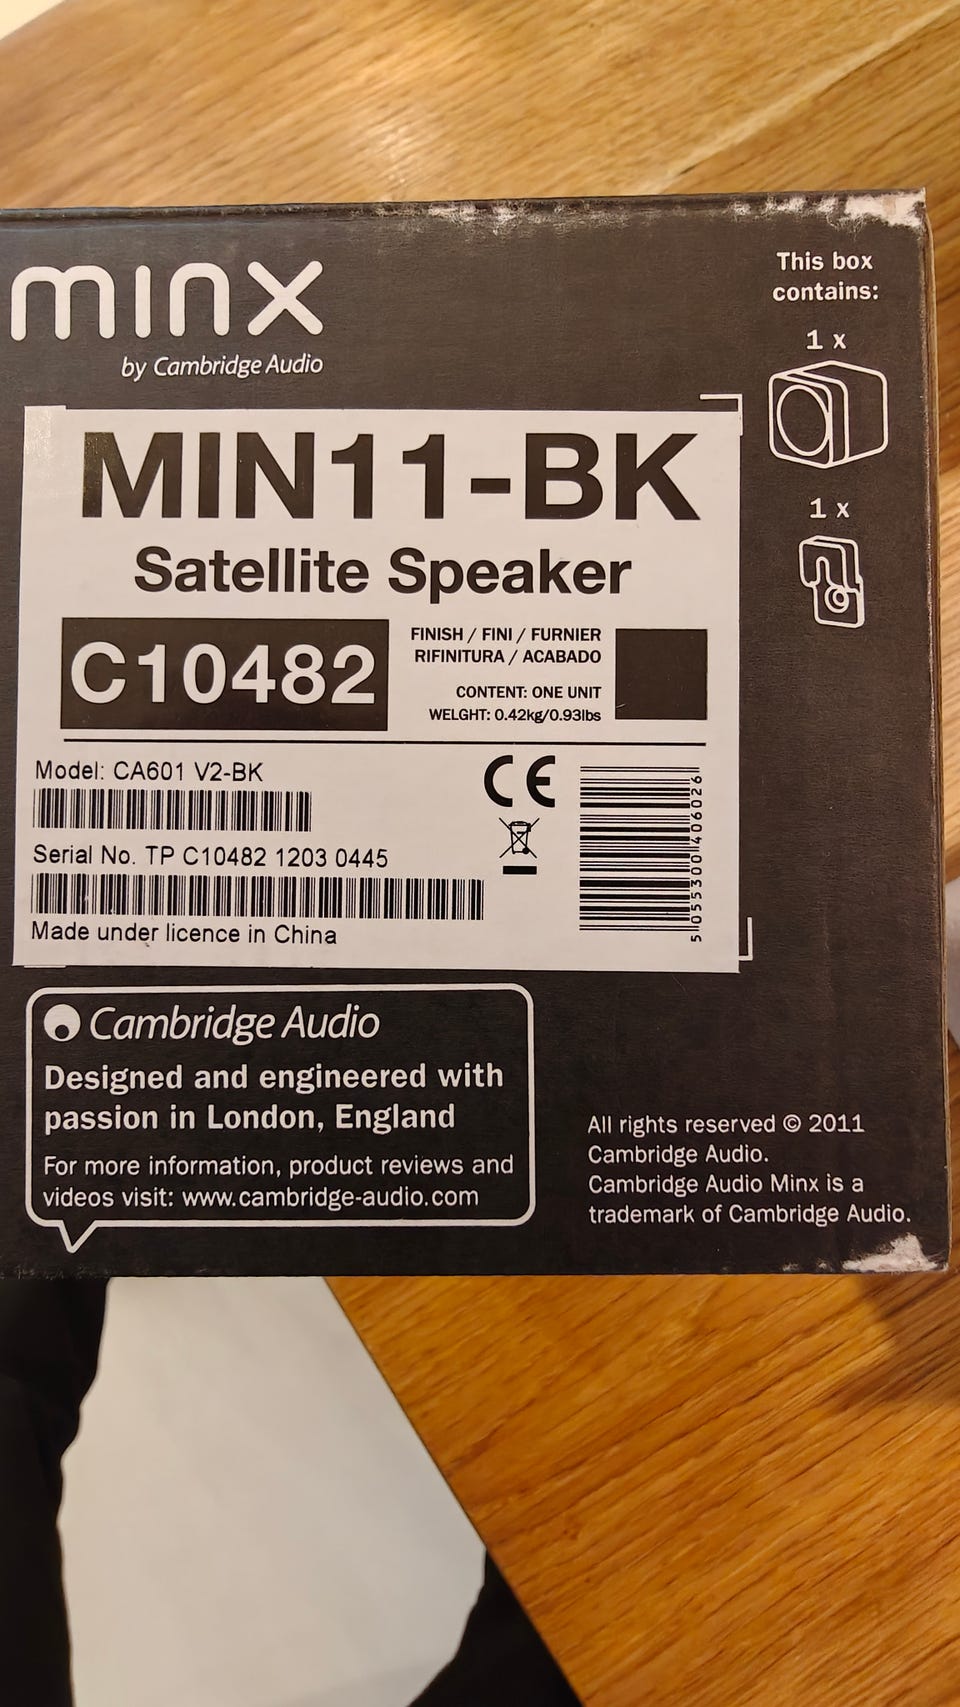 minx
by Cambridge Audio
This box
contains:
1 x
1 x
MIN11-BK
Satellite Speaker
C10482
FINISH / FINI / FURNIER
RIFINITURA / ACABADO
CONTENT: ONE UNIT
WELGHT: 0.42kg/0.93lbs
Model: CA601 V2-BK
CE
Serial No. TP C10482 1203 0445
Made under licence in China
5 055300 406026
Cambridge Audio
Designed and engineered with
passion in London, England
For more information, product reviews and
videos visit: www.cambridge-audio.com
All rights reserved © 2011
Cambridge Audio.
Cambridge Audio Minx is a
trademark of Cambridge Audio.